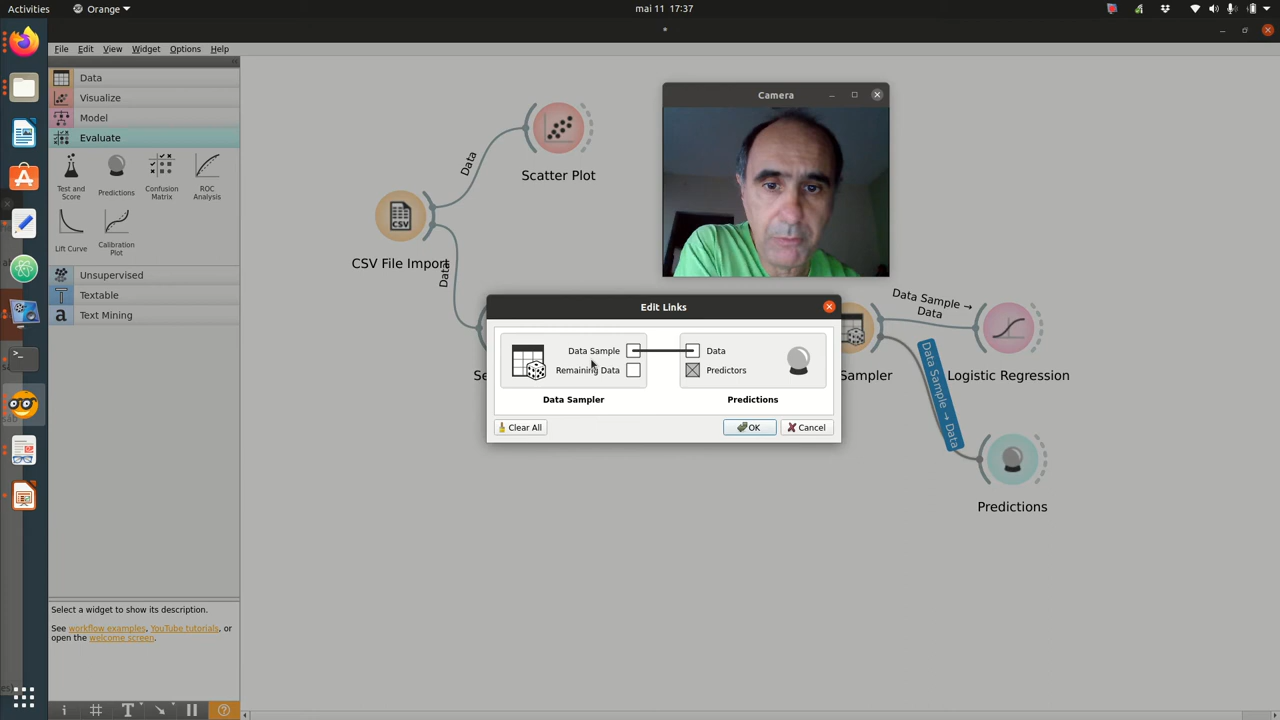 Activities
Orange
mai 11 17:37
File Edit View Widget Options Help
Data
Visualize
Model
Evaluate
Test and Score
Predictions
Confusion Matrix
ROC Analysis
Lift Curve
Calibration Plot
Unsupervised
Textable
Text Mining
Select a widget to show its description.
See workflow examples, YouTube tutorials, or
open the welcome screen.
Data
Scatter Plot
CSV
CSV File Import
Data
Se
Camera
Edit Links
Data Sample
Remaining Data
Data
Predictors
Data Sampler
Predictions
Clear All
OK
Cancel
Sampler
Data Sample →
Data
Logistic Regression
Data Sample → Data
Predictions